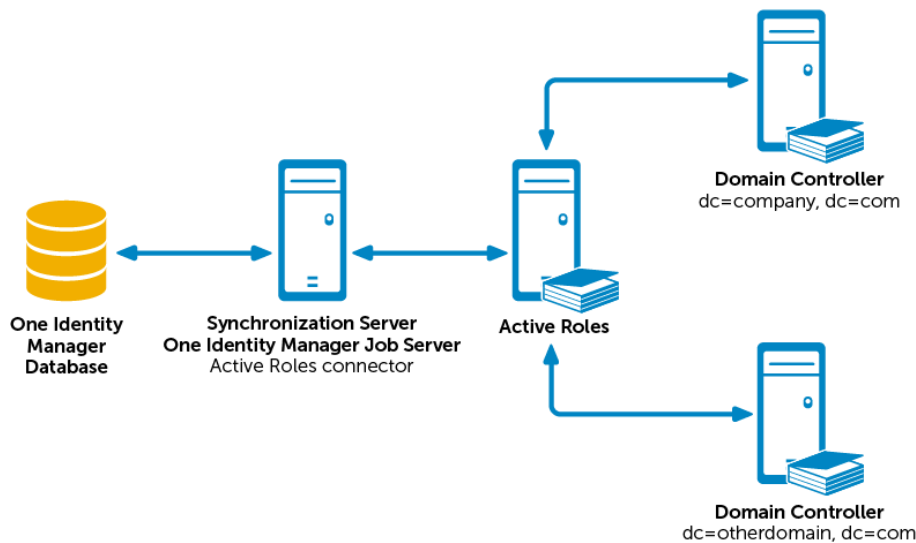 Domain Controller
dc=company, dc=com
One Identity
Manager
Database
Synchronization Server
One Identity Manager Job Server
Active Roles connector
Active Roles
Domain Controller
dc=otherdomain, dc=com